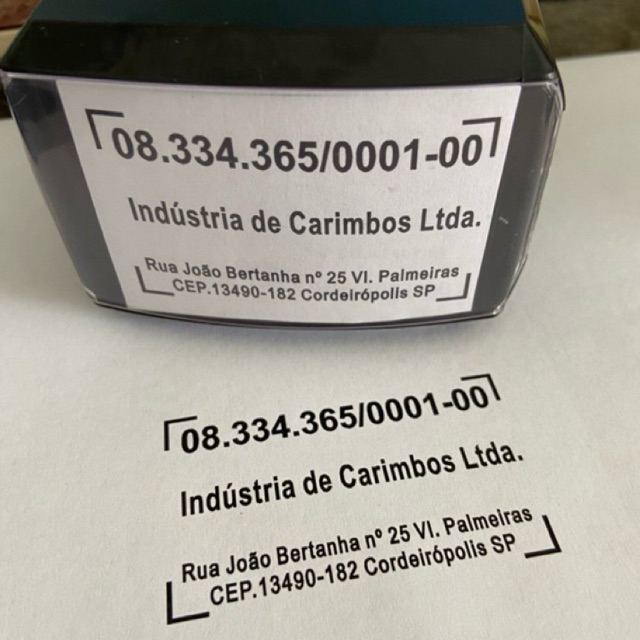 08.334.365/0001-00
Indústria de Carimbos Ltda.
Rua João Bertanha nº 25 Vl. Palmeiras
CEP.13490-182 Cordeirópolis SP
08.334.365/0001-00
Indústria de Carimbos Ltda.
Rua João Bertanha nº 25 Vl. Palmeiras
CEP.13490-182 Cordeirópolis SP